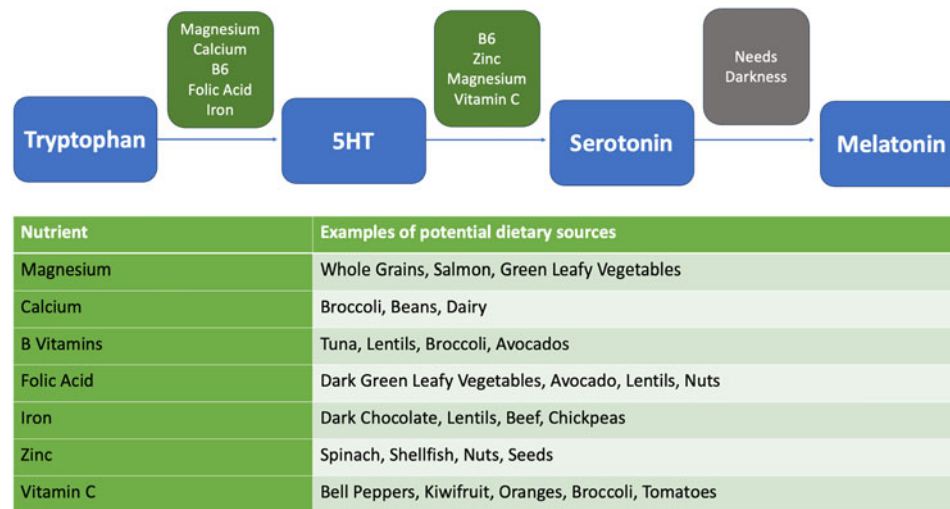 Magnesium
Calcium
B6
Folic Acid
Iron
B6
Zinc
Magnesium
Vitamin C
Needs
Darkness
Tryptophan
5HT
Serotonin
Melatonin
Nutrient Examples of potential dietary sources
Magnesium Whole Grains, Salmon, Green Leafy Vegetables
Calcium Broccoli, Beans, Dairy
B Vitamins Tuna, Lentils, Broccoli, Avocados
Folic Acid Dark Green Leafy Vegetables, Avocado, Lentils, Nuts
Iron Dark Chocolate, Lentils, Beef, Chickpeas
Zinc Spinach, Shellfish, Nuts, Seeds
Vitamin C Bell Peppers, Kiwifruit, Oranges, Broccoli, Tomatoes